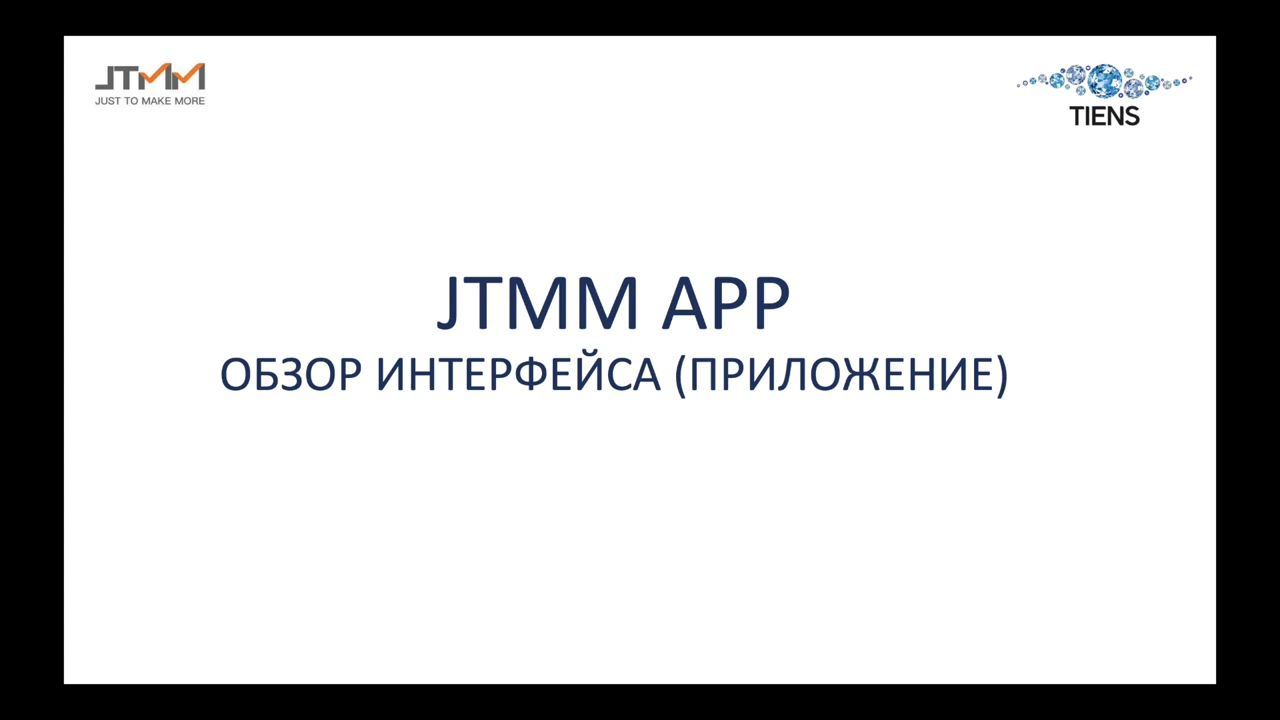 JTMM
JUST TO MAKE MORE
TIENS
JTMM APP
ОБЗОР ИНТЕРФЕЙСА (ПРИЛОЖЕНИЕ)